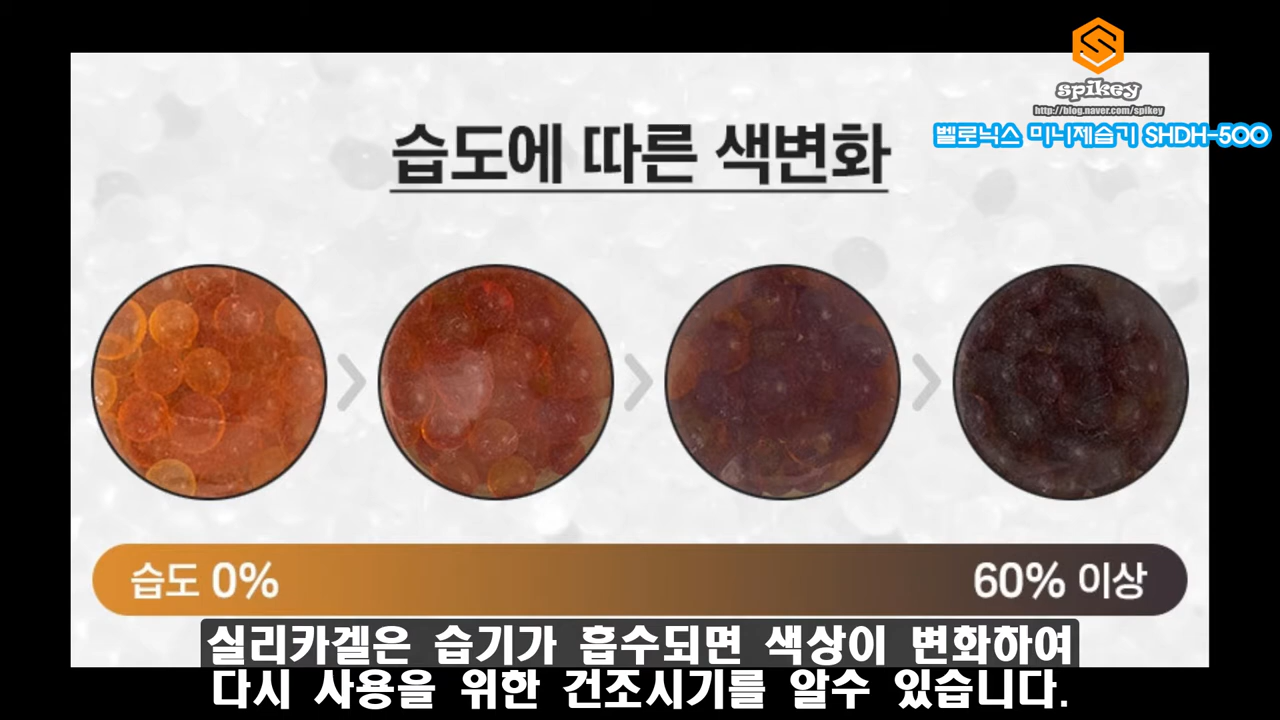 spikey
http://blog.naver.com/spikey
벨로닉스 미니제습기 SHDH-500
습도에 따른 색변화
습도 0%
60% 이상
실리카겔은 습기가 흡수되면 색상이 변화하여
다시 사용을 위한 건조시기를 알수 있습니다.